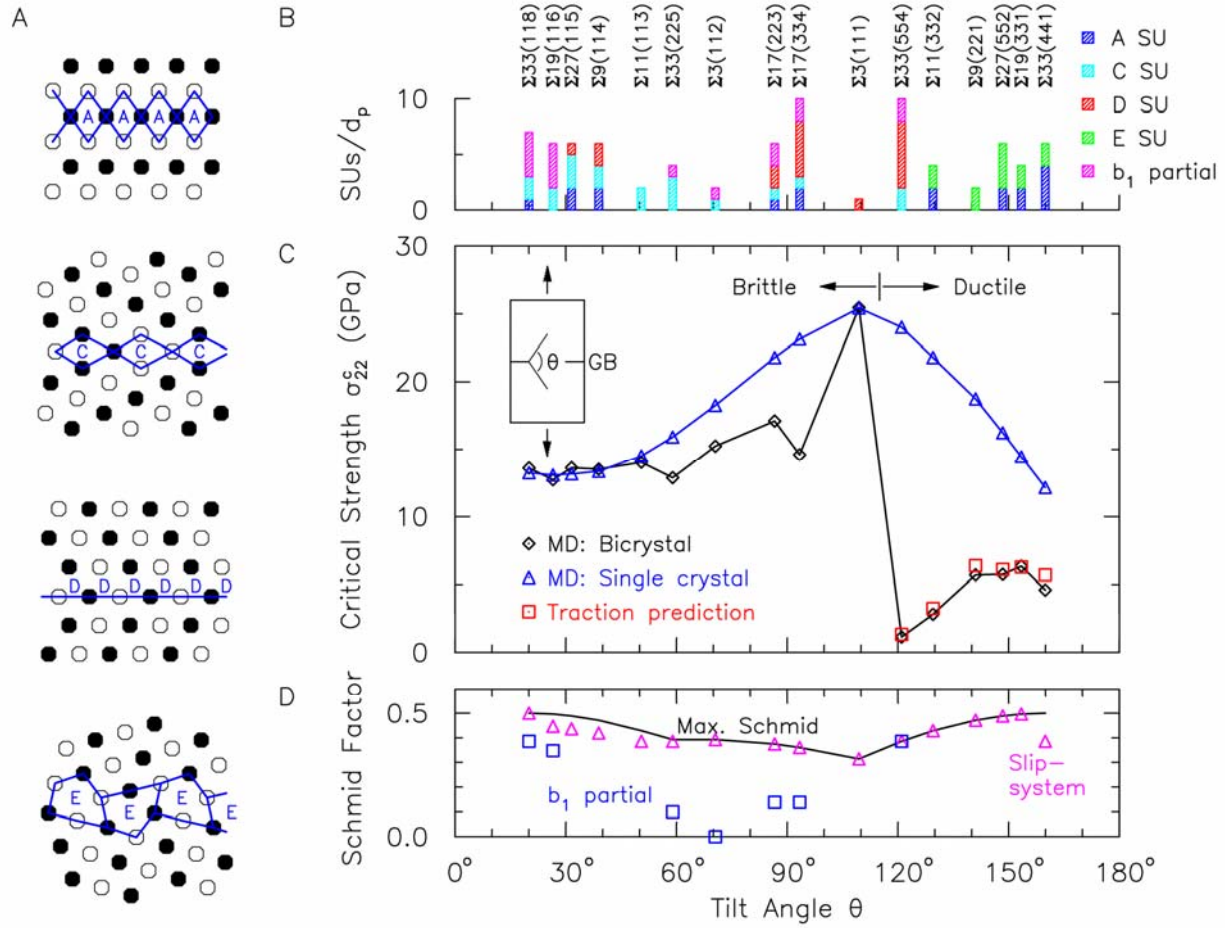 A
A A A A
C C C
D D D D D D
E E E E
B
SUs/dₚ
10
0
Σ33(118)
Σ19(116)
Σ27(115)
Σ9(114)
Σ11(113)
Σ33(225)
Σ3(112)
Σ17(223)
Σ17(334)
Σ3(111)
Σ33(554)
Σ11(332)
Σ9(221)
Σ27(552)
Σ19(331)
Σ33(441)
A SU
C SU
D SU
E SU
b₁ partial
C
Critical Strength σ₂₂ᶜ (GPa)
30
20
10
0
Brittle
Ductile
θ
GB
MD: Bicrystal
MD: Single crystal
Traction prediction
D
Schmid Factor
0.5
0.0
Max. Schmid
b₁ partial
Slip-
system
0° 30° 60° 90° 120° 150° 180°
Tilt Angle θ